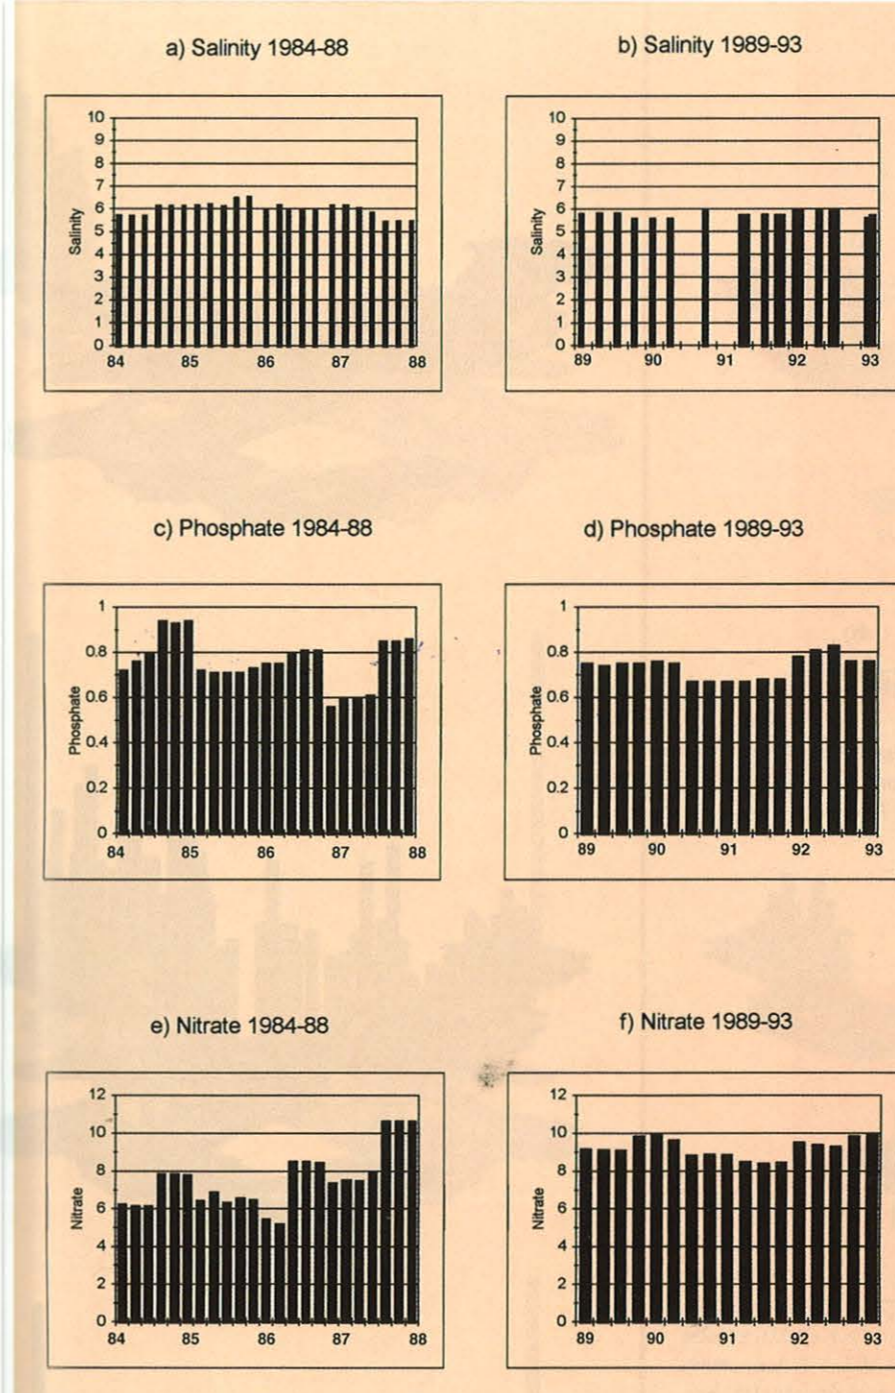 a) Salinity 1984-88
10
9
8
7
6
5
4
3
2
1
0
Salinity
84 85 86 87 88
b) Salinity 1989-93
10
9
8
7
6
5
4
3
2
1
0
Salinity
89 90 91 92 93
c) Phosphate 1984-88
1
0.8
0.6
0.4
0.2
0
Phosphate
84 85 86 87 88
d) Phosphate 1989-93
1
0.8
0.6
0.4
0.2
0
Phosphate
89 90 91 92 93
e) Nitrate 1984-88
12
10
8
6
4
2
0
Nitrate
84 85 86 87 88
f) Nitrate 1989-93
12
10
8
6
4
2
0
Nitrate
89 90 91 92 93